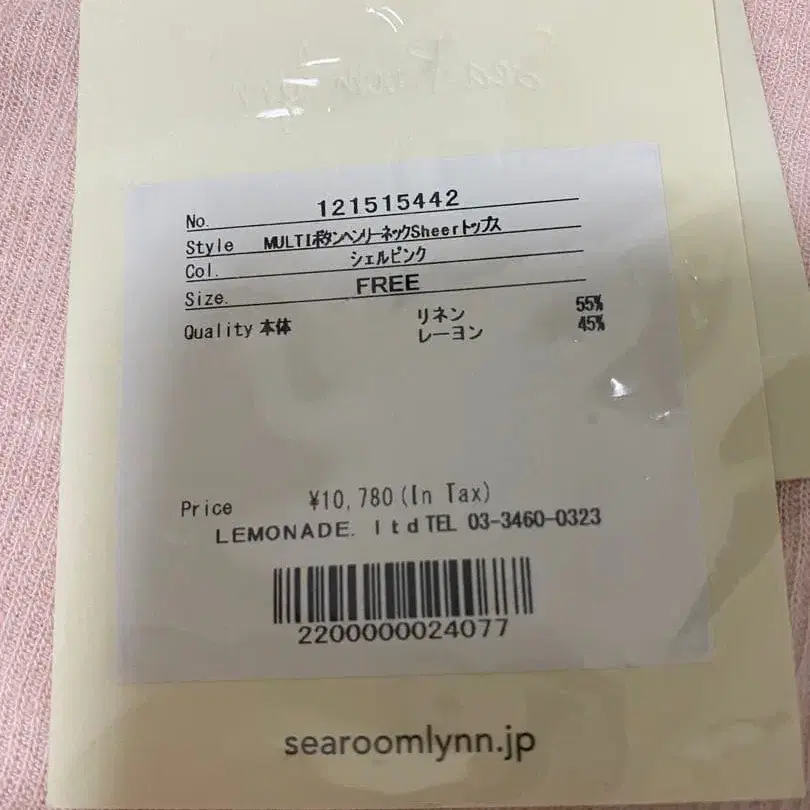 No. 121515442
Style MULTIボタンヘンリーネックSheerトップス
Col. シェルピンク
Size. FREE
Quality 本体 リネン 55%
レーヨン 45%
Price ¥10,780(In Tax)
LEMONADE. ltd TEL 03-3460-0323
2200000024077
searoomlynn.jp